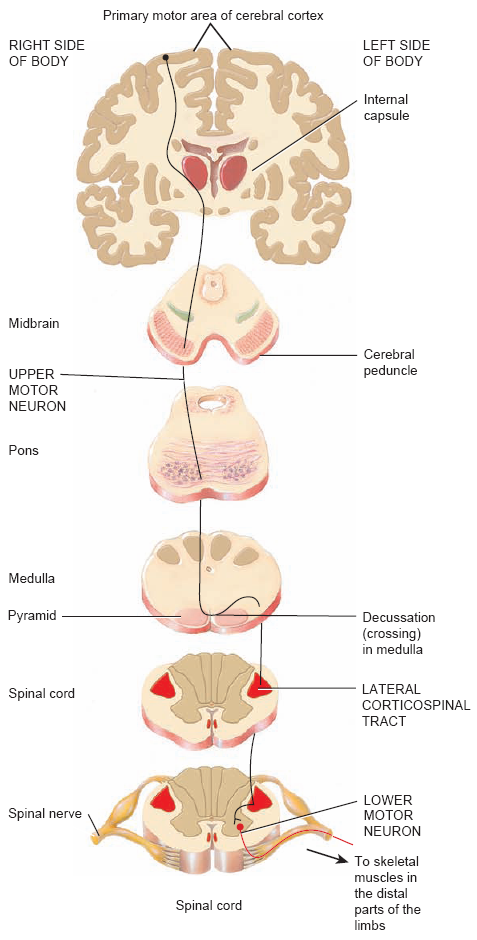 Primary motor area of cerebral cortex
RIGHT SIDE
OF BODY
LEFT SIDE
OF BODY
Internal
capsule
Midbrain
Cerebral
peduncle
UPPER
MOTOR
NEURON
Pons
Medulla
Pyramid
Decussation
(crossing)
in medulla
Spinal cord
LATERAL
CORTICOSPINAL
TRACT
Spinal nerve
LOWER
MOTOR
NEURON
To skeletal
muscles in
the distal
parts of the
limbs
Spinal cord